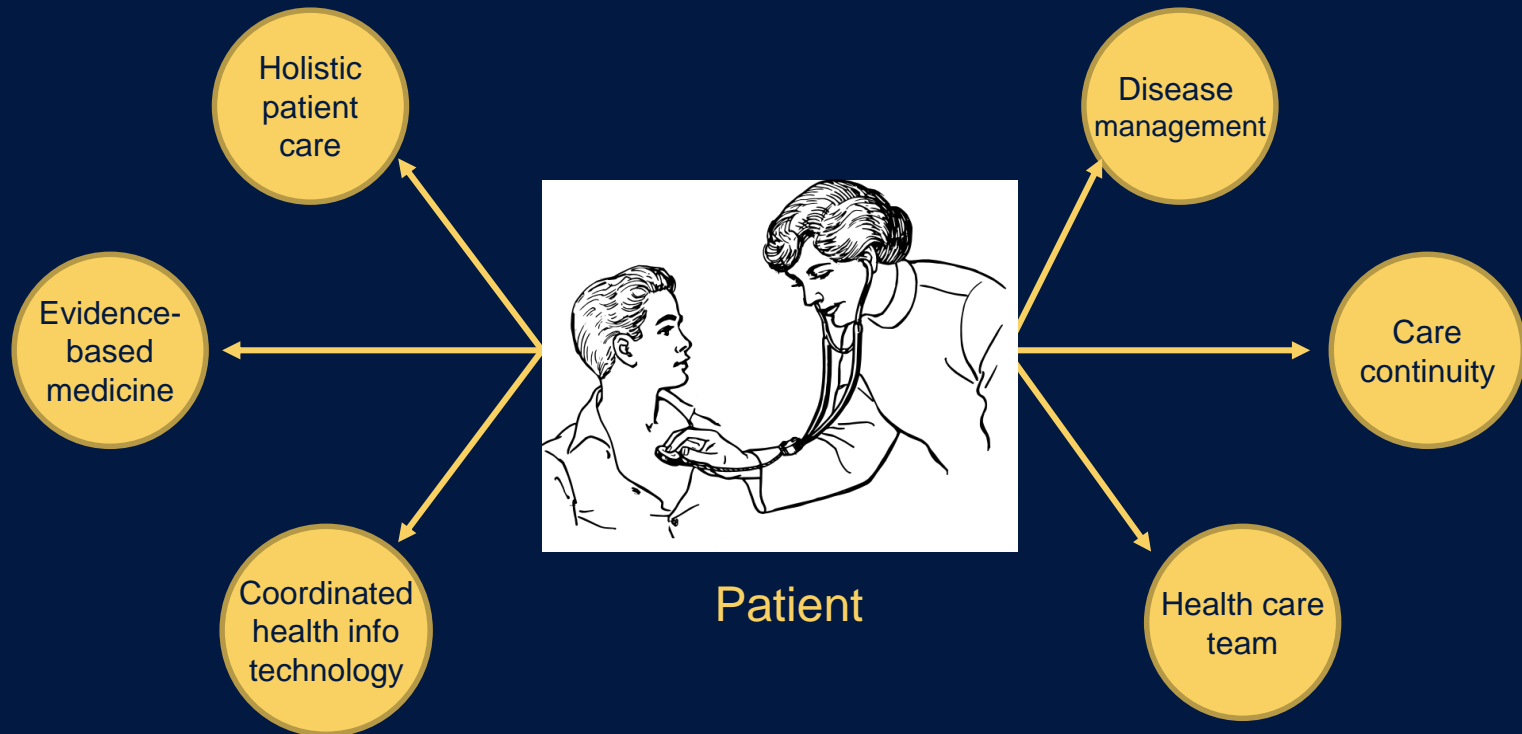 Holistic
patient
care
Disease
management
Evidence-
based
medicine
Care
continuity
Coordinated
health info
technology
Patient
Health care
team